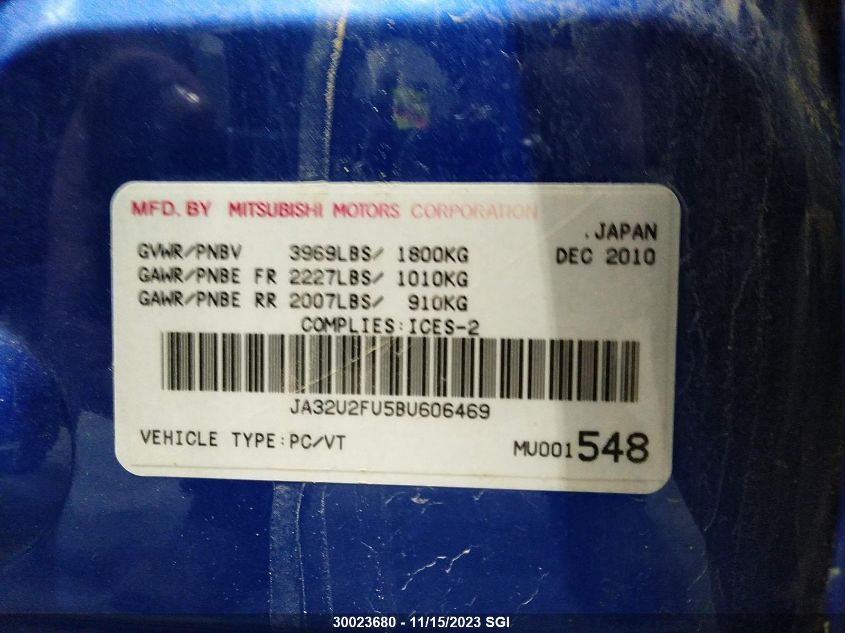 MFD. BY MITSUBISHI MOTORS CORPORATION
.JAPAN
GVWR/PNBV 3969LBS/ 1800KG DEC 2010
GAWR/PNBE FR 2227LBS/ 1010KG
GAWR/PNBE RR 2007LBS/ 910KG
COMPLIES:ICES-2
JA32U2FU5BU606469
VEHICLE TYPE:PC/VT MU001548
30023680 - 11/15/2023 SGI